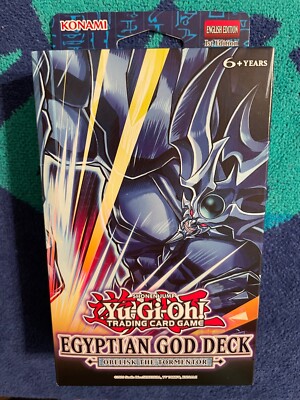 KONAMI
ENGLISH EDITION
1st Edition
6+ YEARS
SHONEN JUMP
Yu-Gi-Oh!
TRADING CARD GAME
EGYPTIAN GOD DECK
OBELISK THE TORMENTOR